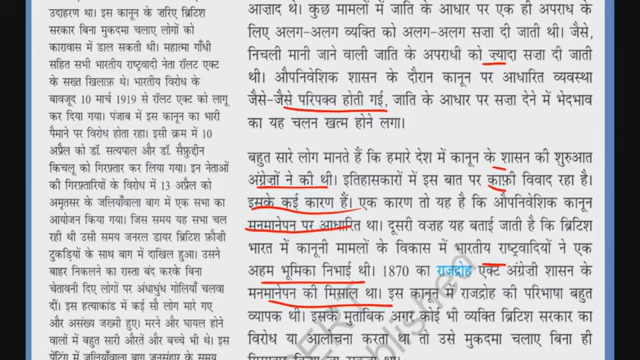 उदाहरण था। इस कानून के ज़रिए ब्रिटिश
सरकार बिना मुकदमा चलाए लोगों को
कारावास में डाल सकती थी। महात्मा गाँधी
सहित सभी भारतीय राष्ट्रवादी नेता रॉलट एक्ट
के सख्त खिलाफ़ थे। भारतीय विरोध के
बावजूद 10 मार्च 1919 से रॉलट एक्ट को लागू
कर दिया गया। पंजाब में इस कानून का भारी
पैमाने पर विरोध होता रहा। इसी क्रम में 10
अप्रैल को डॉ. सत्यपाल और डॉ. सैफ़ुद्दीन
किचलू को गिरफ़्तार कर लिया गया। इन नेताओं
की गिरफ़्तारियों के विरोध में 13 अप्रैल को
अमृतसर के जलियाँवाला बाग में एक सभा का
आयोजन किया गया। जिस समय यह सभा चल
रही थी उसी समय जनरल डायर ब्रिटिश फ़ौजी
टुकड़ियों के साथ बाग में दाखिल हुआ। उसने
बाहर निकलने का रास्ता बंद करके बिना
चेतावनी दिए लोगों पर अंधाधुंध गोलियाँ चलवा
दीं। इस हत्याकांड में कई सौ लोग मारे गए
और असंख्य जख्मी हुए। मरने और घायल होने
वालों में बहुत सारी औरतें और बच्चे भी थे। इस
पेंटिंग में जलियाँवाला बाग जनसंहार के समय
आज़ाद थे। कुछ मामलों में जाति के आधार पर एक ही अपराध के
लिए अलग-अलग व्यक्ति को अलग-अलग सज़ा दी जाती थी। जैसे,
निचली मानी जाने वाली जाति के अपराधी को ज़्यादा सज़ा दी जाती
थी। औपनिवेशिक शासन के दौरान कानून पर आधारित व्यवस्था
जैसे-जैसे परिपक्व होती गई, जाति के आधार पर सज़ा देने में भेदभाव
का यह चलन खत्म होने लगा।
बहुत सारे लोग मानते हैं कि हमारे देश में कानून के शासन की शुरुआत
अंग्रेज़ों ने की थी। इतिहासकारों में इस बात पर काफ़ी विवाद रहा है।
इसके कई कारण हैं। एक कारण तो यह है कि औपनिवेशिक कानून
मनमानेपन पर आधारित था। दूसरी वजह यह बताई जाती है कि ब्रिटिश
भारत में कानूनी मामलों के विकास में भारतीय राष्ट्रवादियों ने एक
अहम भूमिका निभाई थी। 1870 का राजद्रोह एक्ट अंग्रेज़ी शासन के
मनमानेपन की मिसाल था। इस कानून में राजद्रोह की परिभाषा बहुत
व्यापक थी। इसके मुताबिक अगर कोई भी व्यक्ति ब्रिटिश सरकार का
विरोध या आलोचना करता था तो उसे मुकदमा चलाए बिना ही